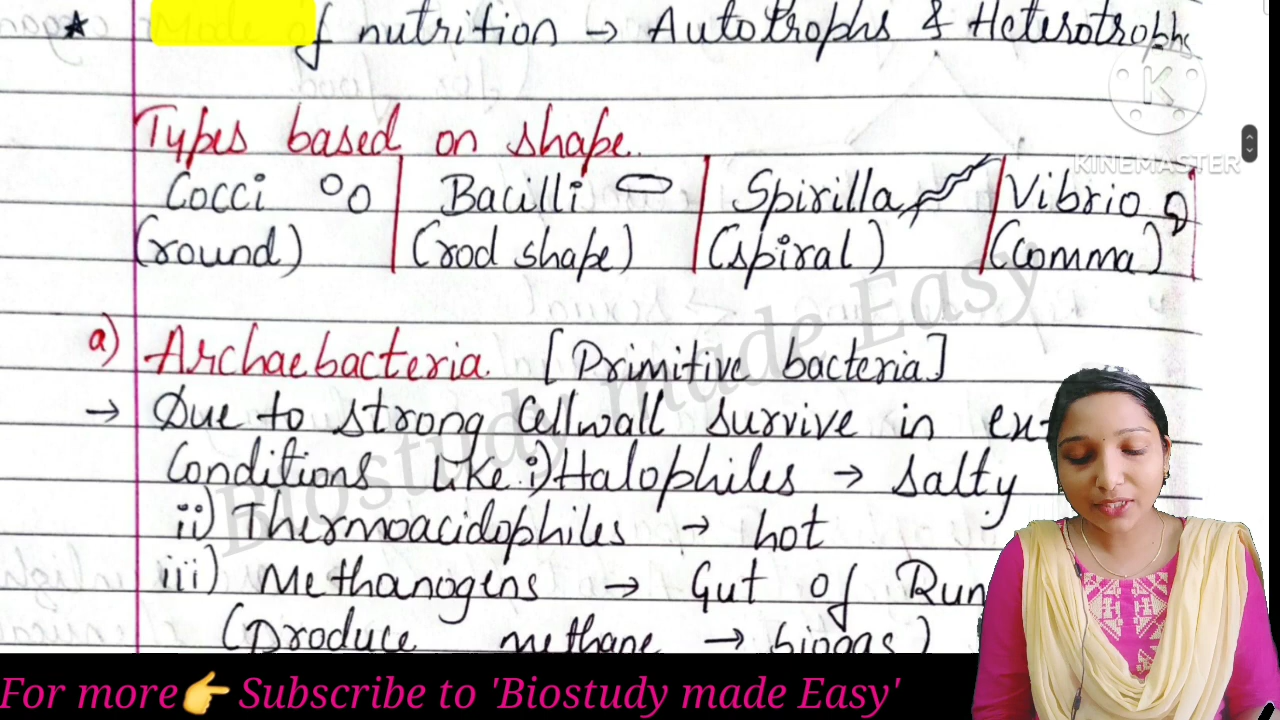 ★ Mode of nutrition → Autotrophs & Heterotrophs
KINEMASTER
Types based on shape.
Cocci | Bacilli | Spirilla | Vibrio
(round) | (rod shape) | (spiral) | (comma)
a) Archaebacteria. [Primitive bacteria]
→ Due to strong Cellwall survive in ex-
Conditions like i) Halophiles → salty
ii) Thermoacidophiles → hot
iii) Methanogens → Gut of Rum
(produce methane → biogas)
Biostudy made Easy
For more👉 Subscribe to 'Biostudy made Easy'